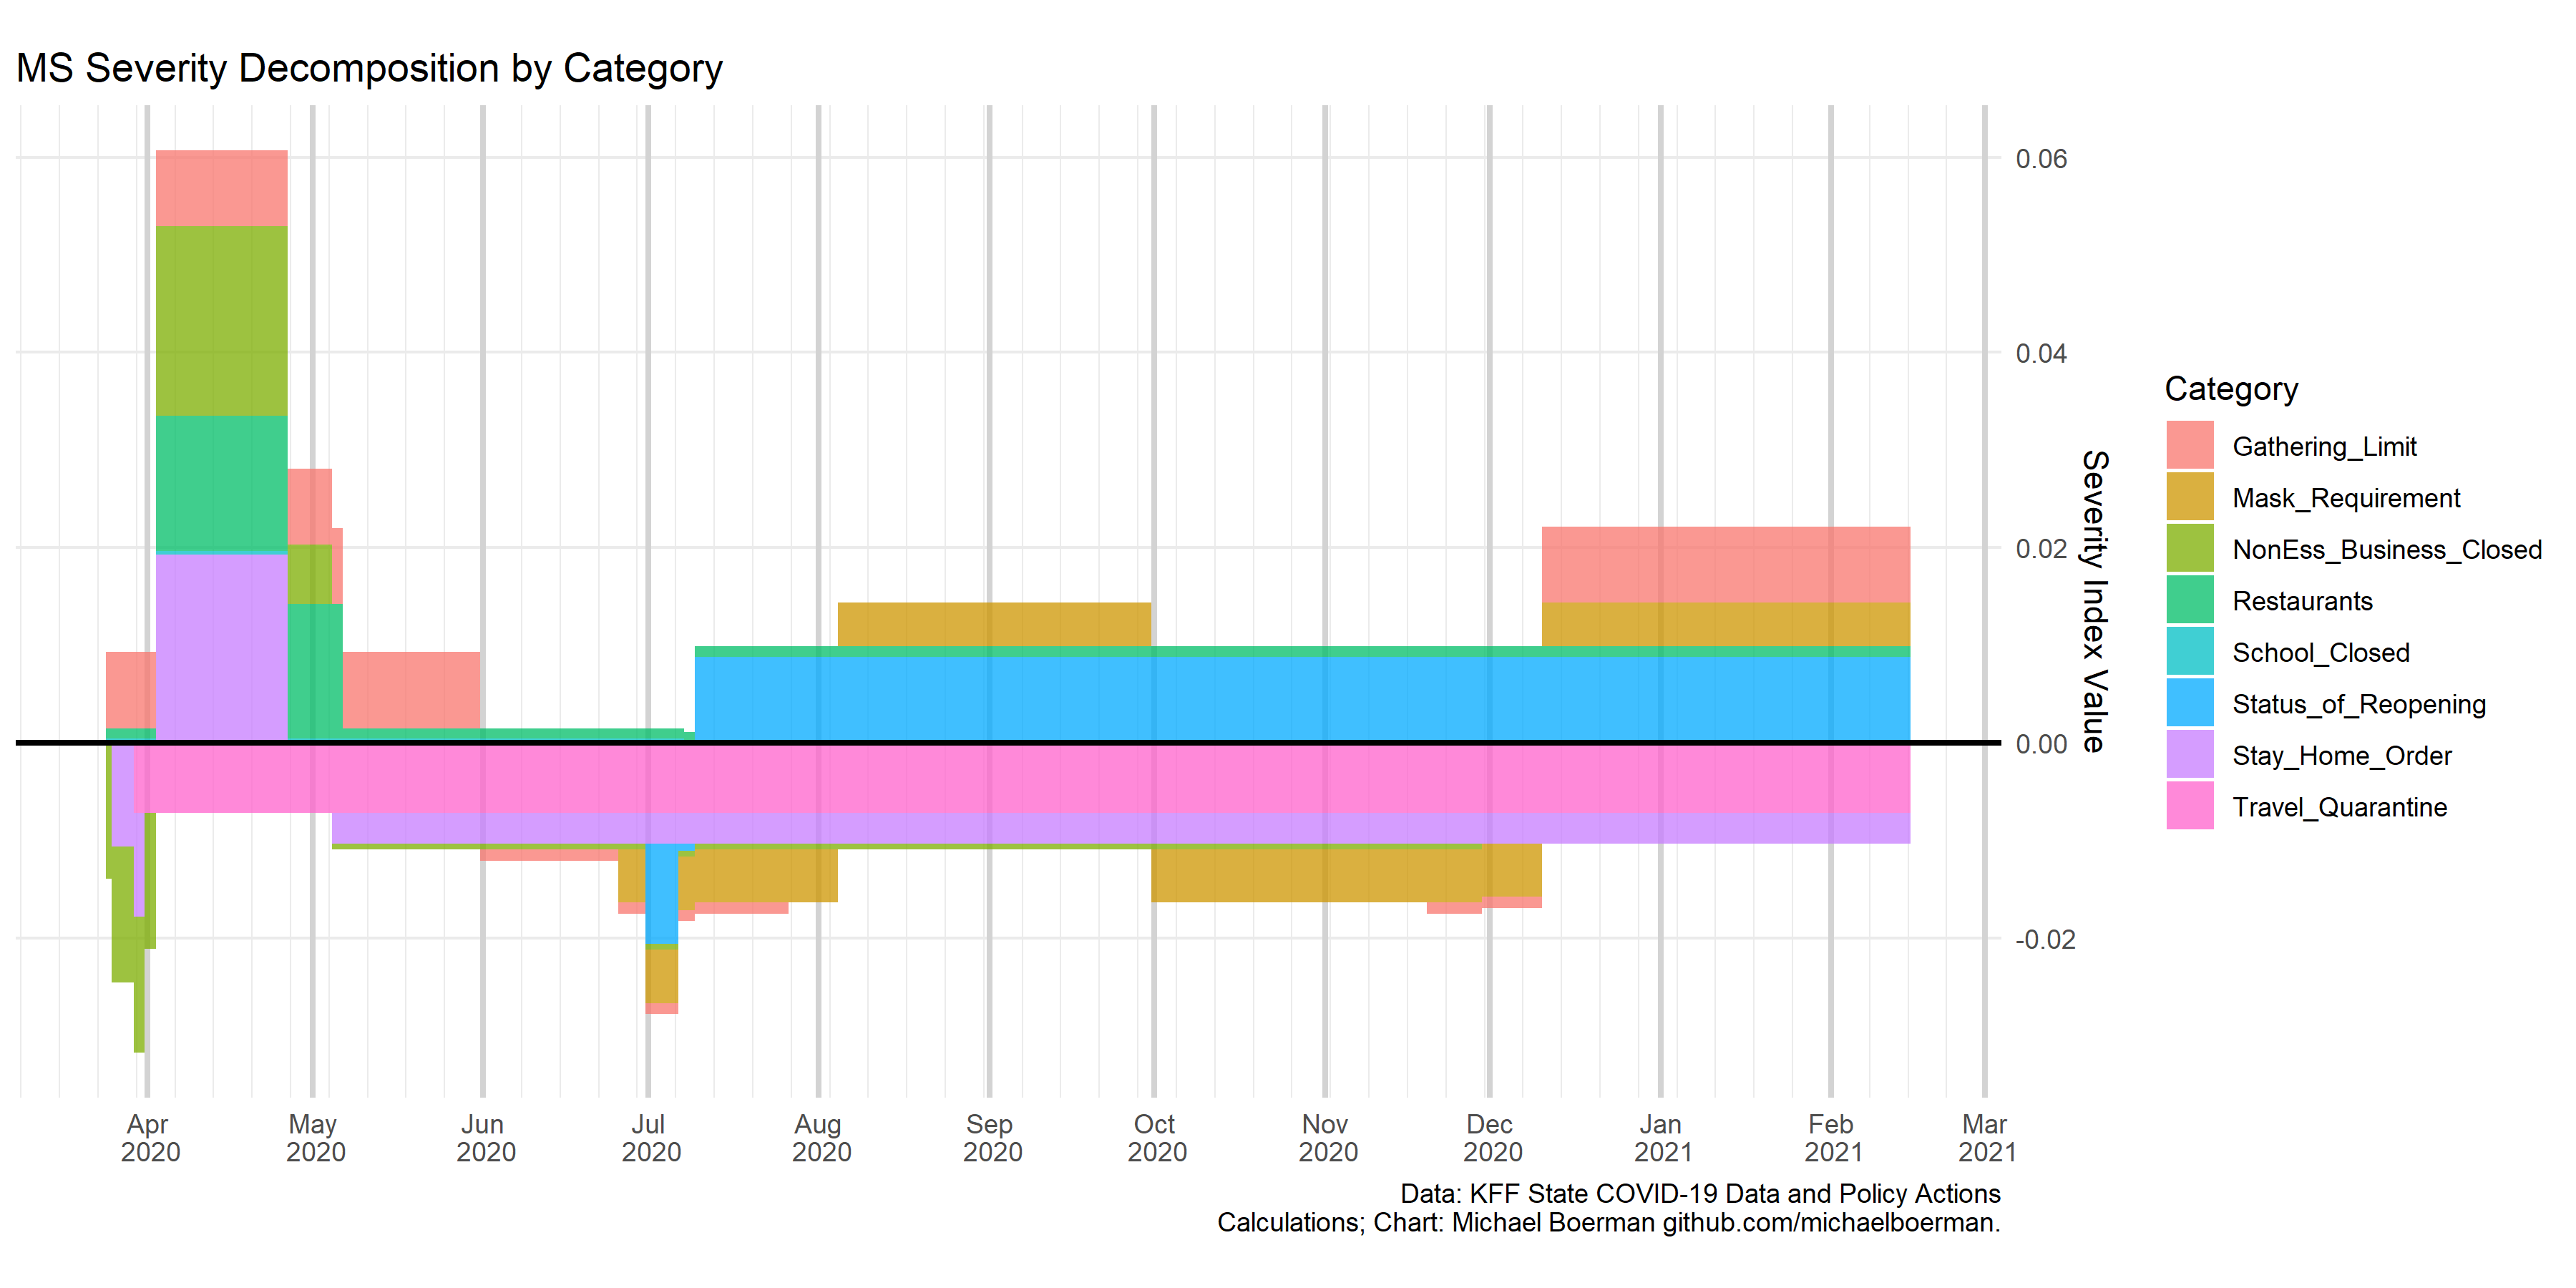 MS Severity Decomposition by Category
0.06
0.04
0.02
0.00
-0.02
Severity Index Value
Apr
2020
May
2020
Jun
2020
Jul
2020
Aug
2020
Sep
2020
Oct
2020
Nov
2020
Dec
2020
Jan
2021
Feb
2021
Mar
2021
Category
Gathering_Limit
Mask_Requirement
NonEss_Business_Closed
Restaurants
School_Closed
Status_of_Reopening
Stay_Home_Order
Travel_Quarantine
Data: KFF State COVID-19 Data and Policy Actions
Calculations; Chart: Michael Boerman github.com/michaelboerman.